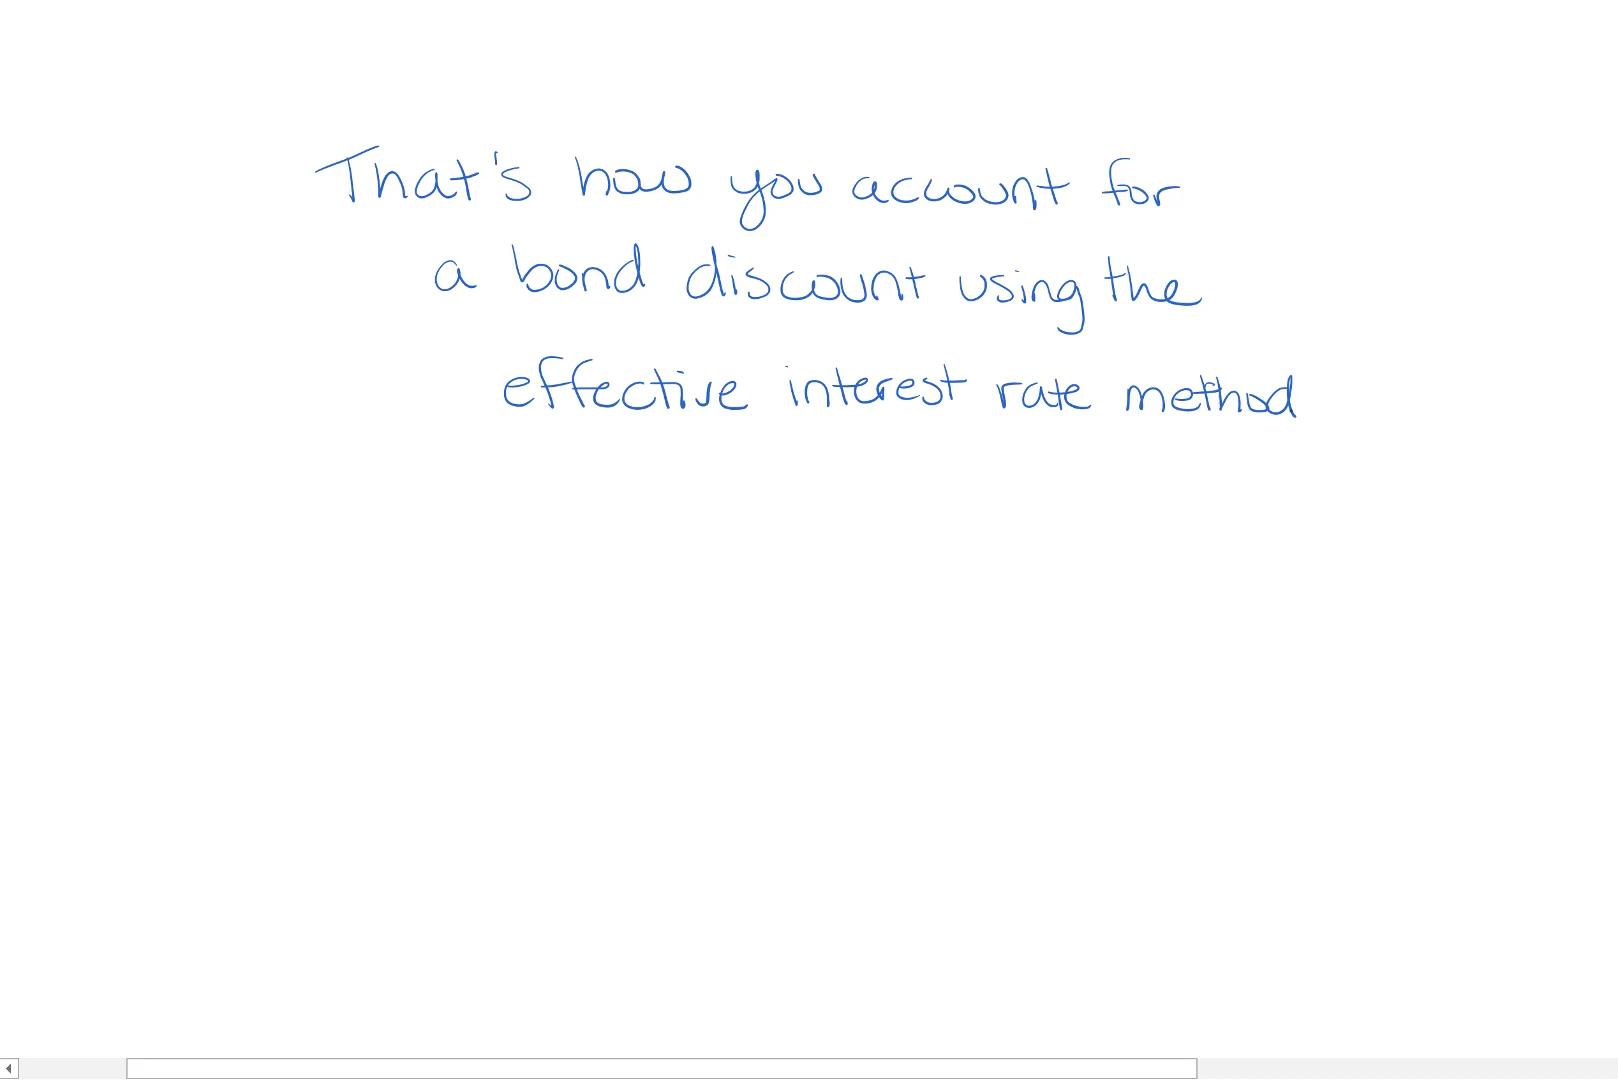 That's how you account for
a bond discount using the
effective interest rate method